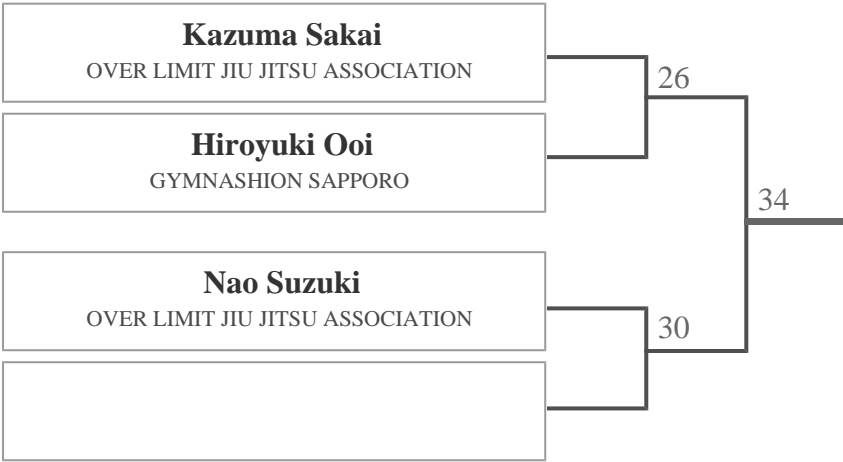 Kazuma Sakai
OVER LIMIT JIU JITSU ASSOCIATION
26
Hiroyuki Ooi
GYMNASHION SAPPORO
34
Nao Suzuki
OVER LIMIT JIU JITSU ASSOCIATION
30